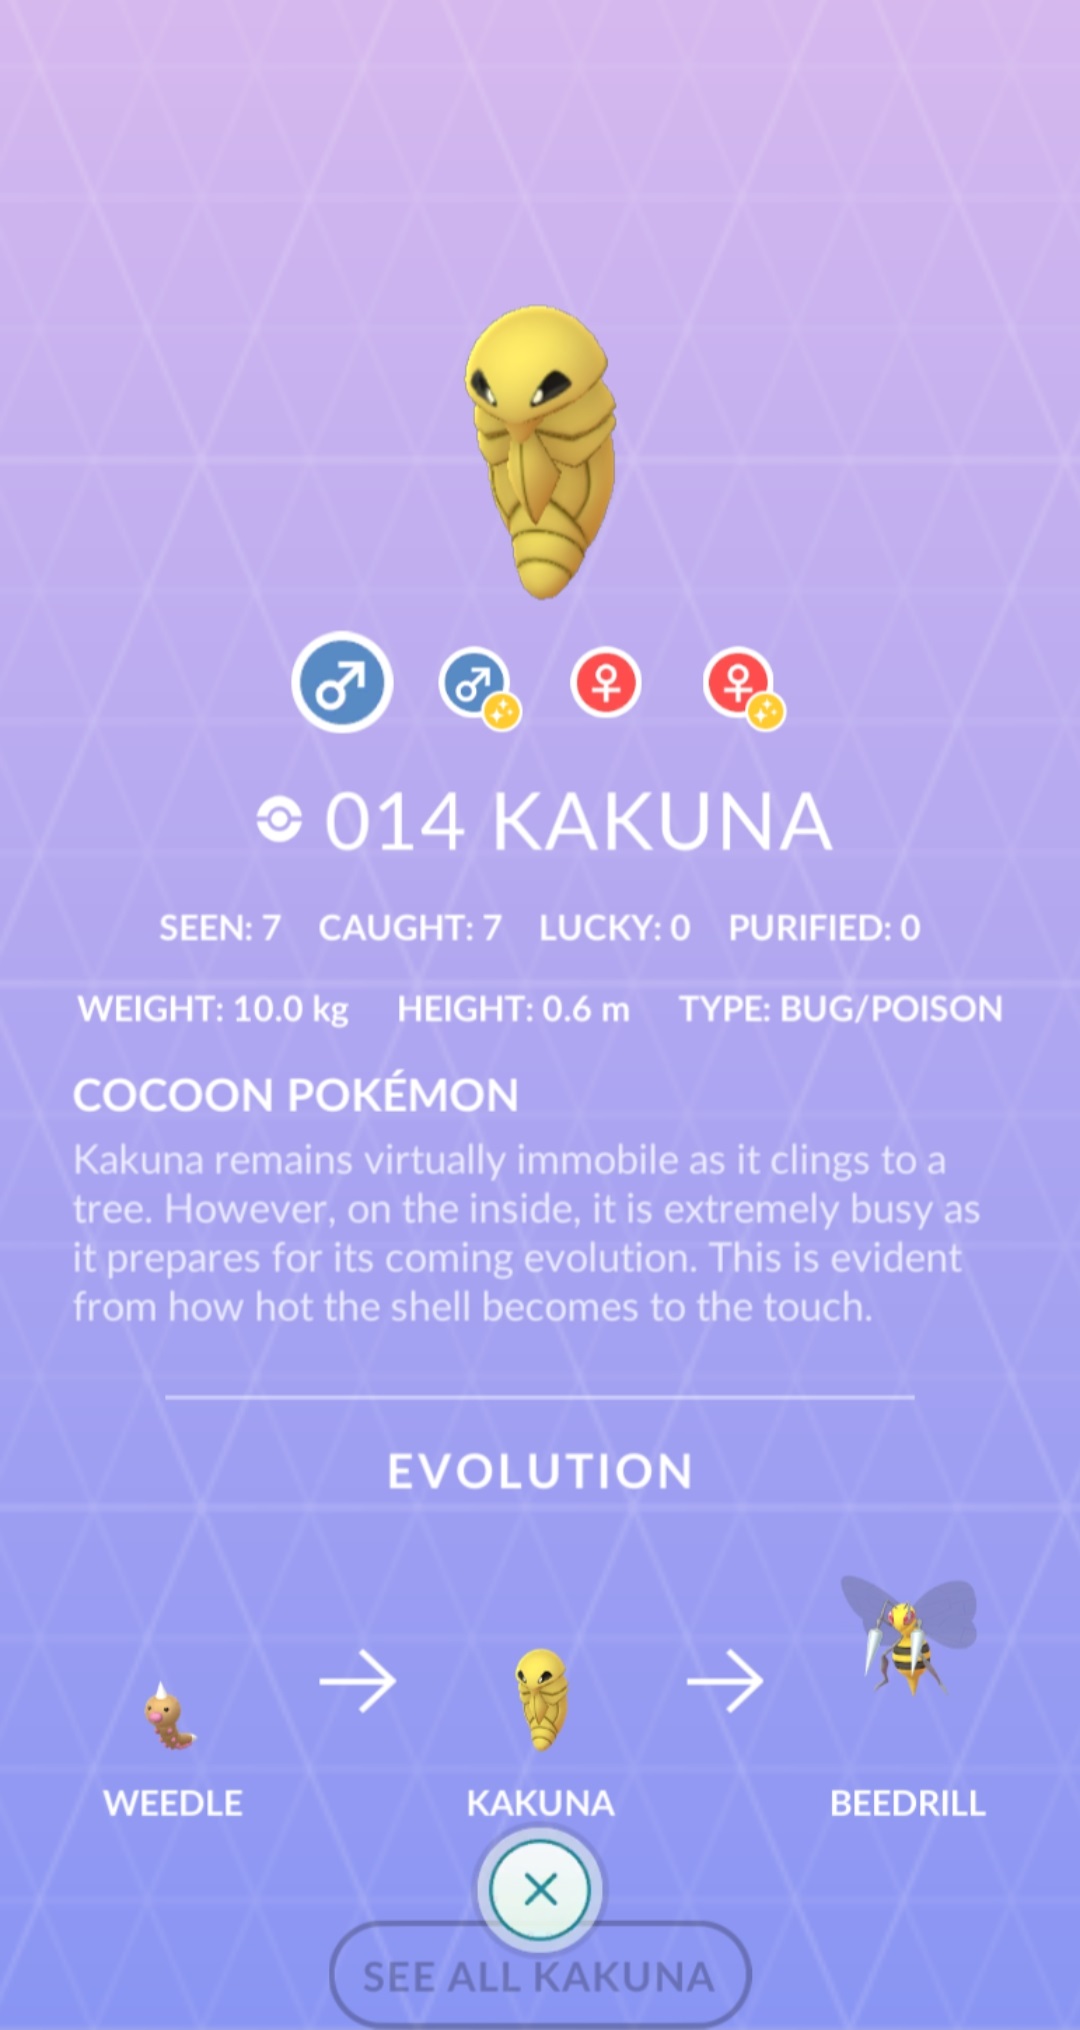 014 KAKUNA
SEEN: 7 CAUGHT: 7 LUCKY: 0 PURIFIED: 0
WEIGHT: 10.0 kg HEIGHT: 0.6 m TYPE: BUG/POISON
COCOON POKÉMON
Kakuna remains virtually immobile as it clings to a
tree. However, on the inside, it is extremely busy as
it prepares for its coming evolution. This is evident
from how hot the shell becomes to the touch.
EVOLUTION
WEEDLE KAKUNA BEEDRILL
SEE ALL KAKUNA